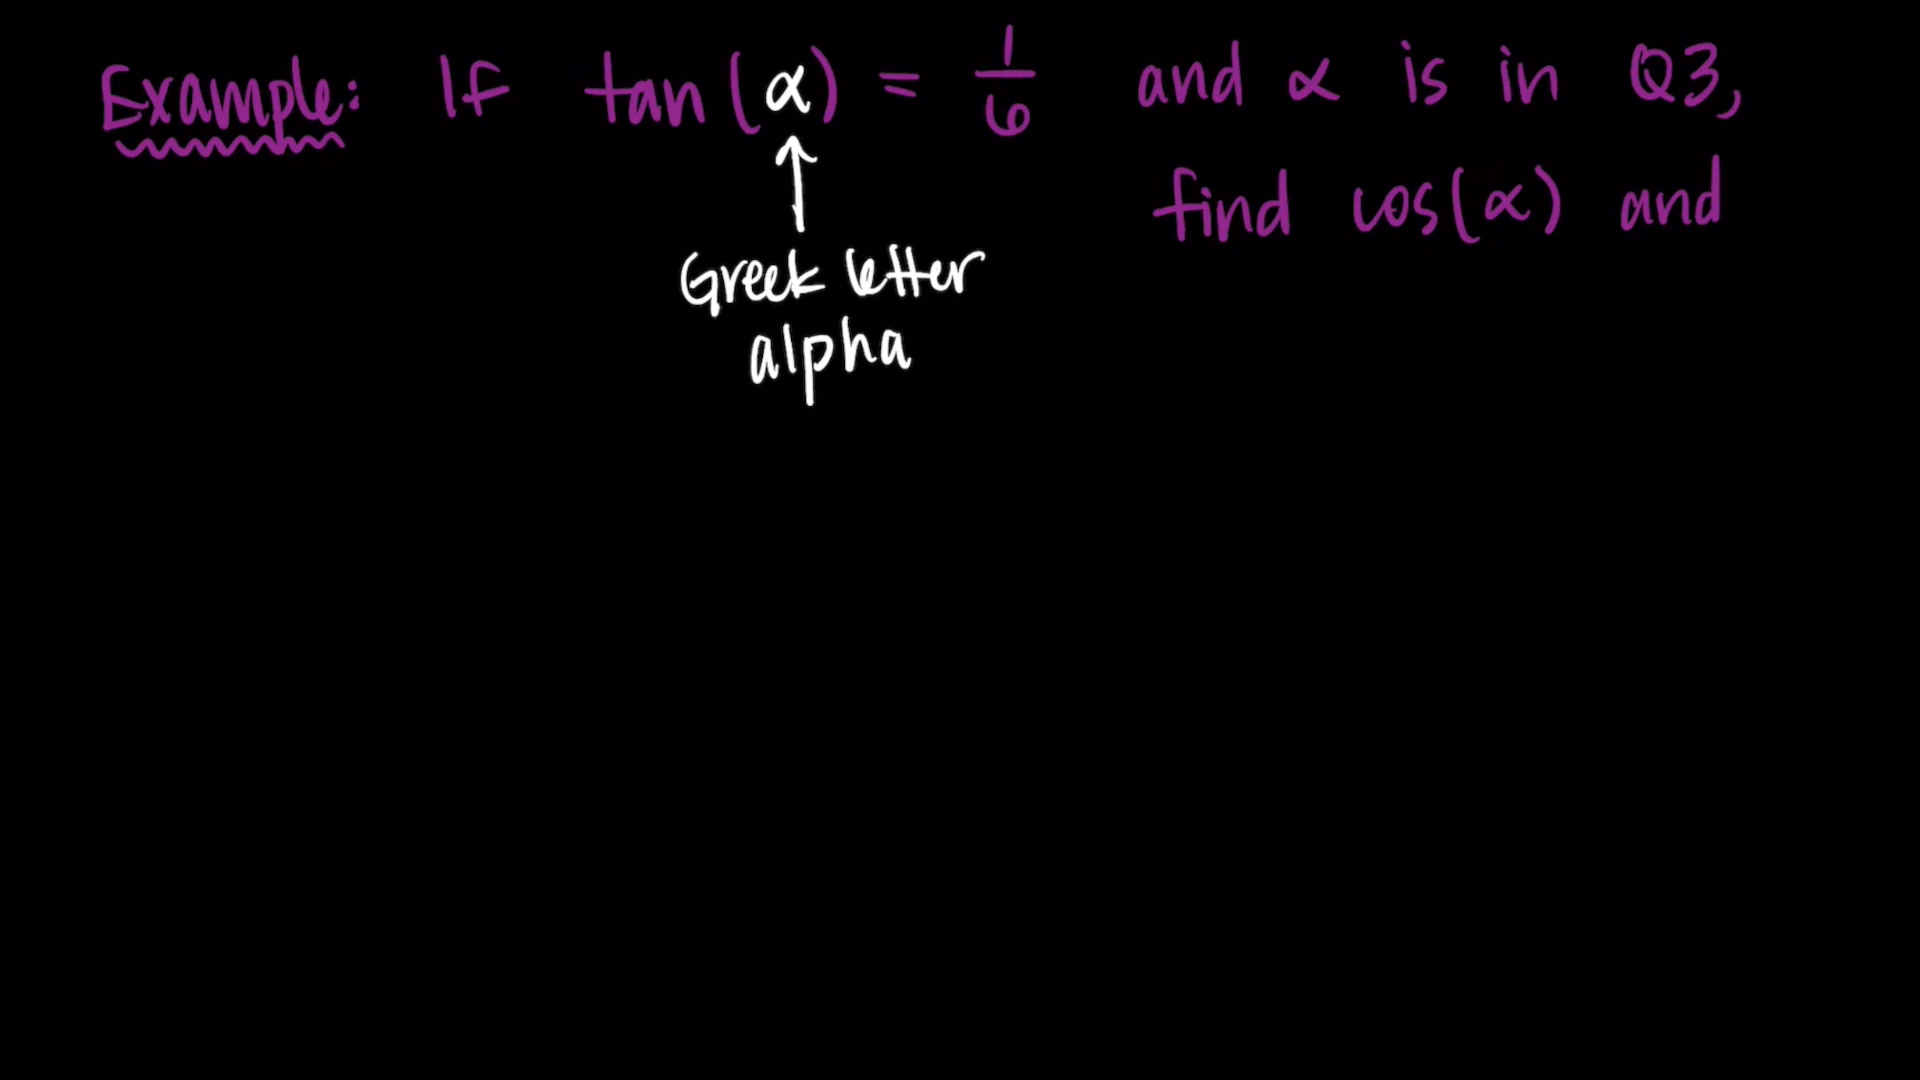 Example: If tan(α) = 1/6 and α is in Q3,
find cos(α) and
Greek letter
alpha